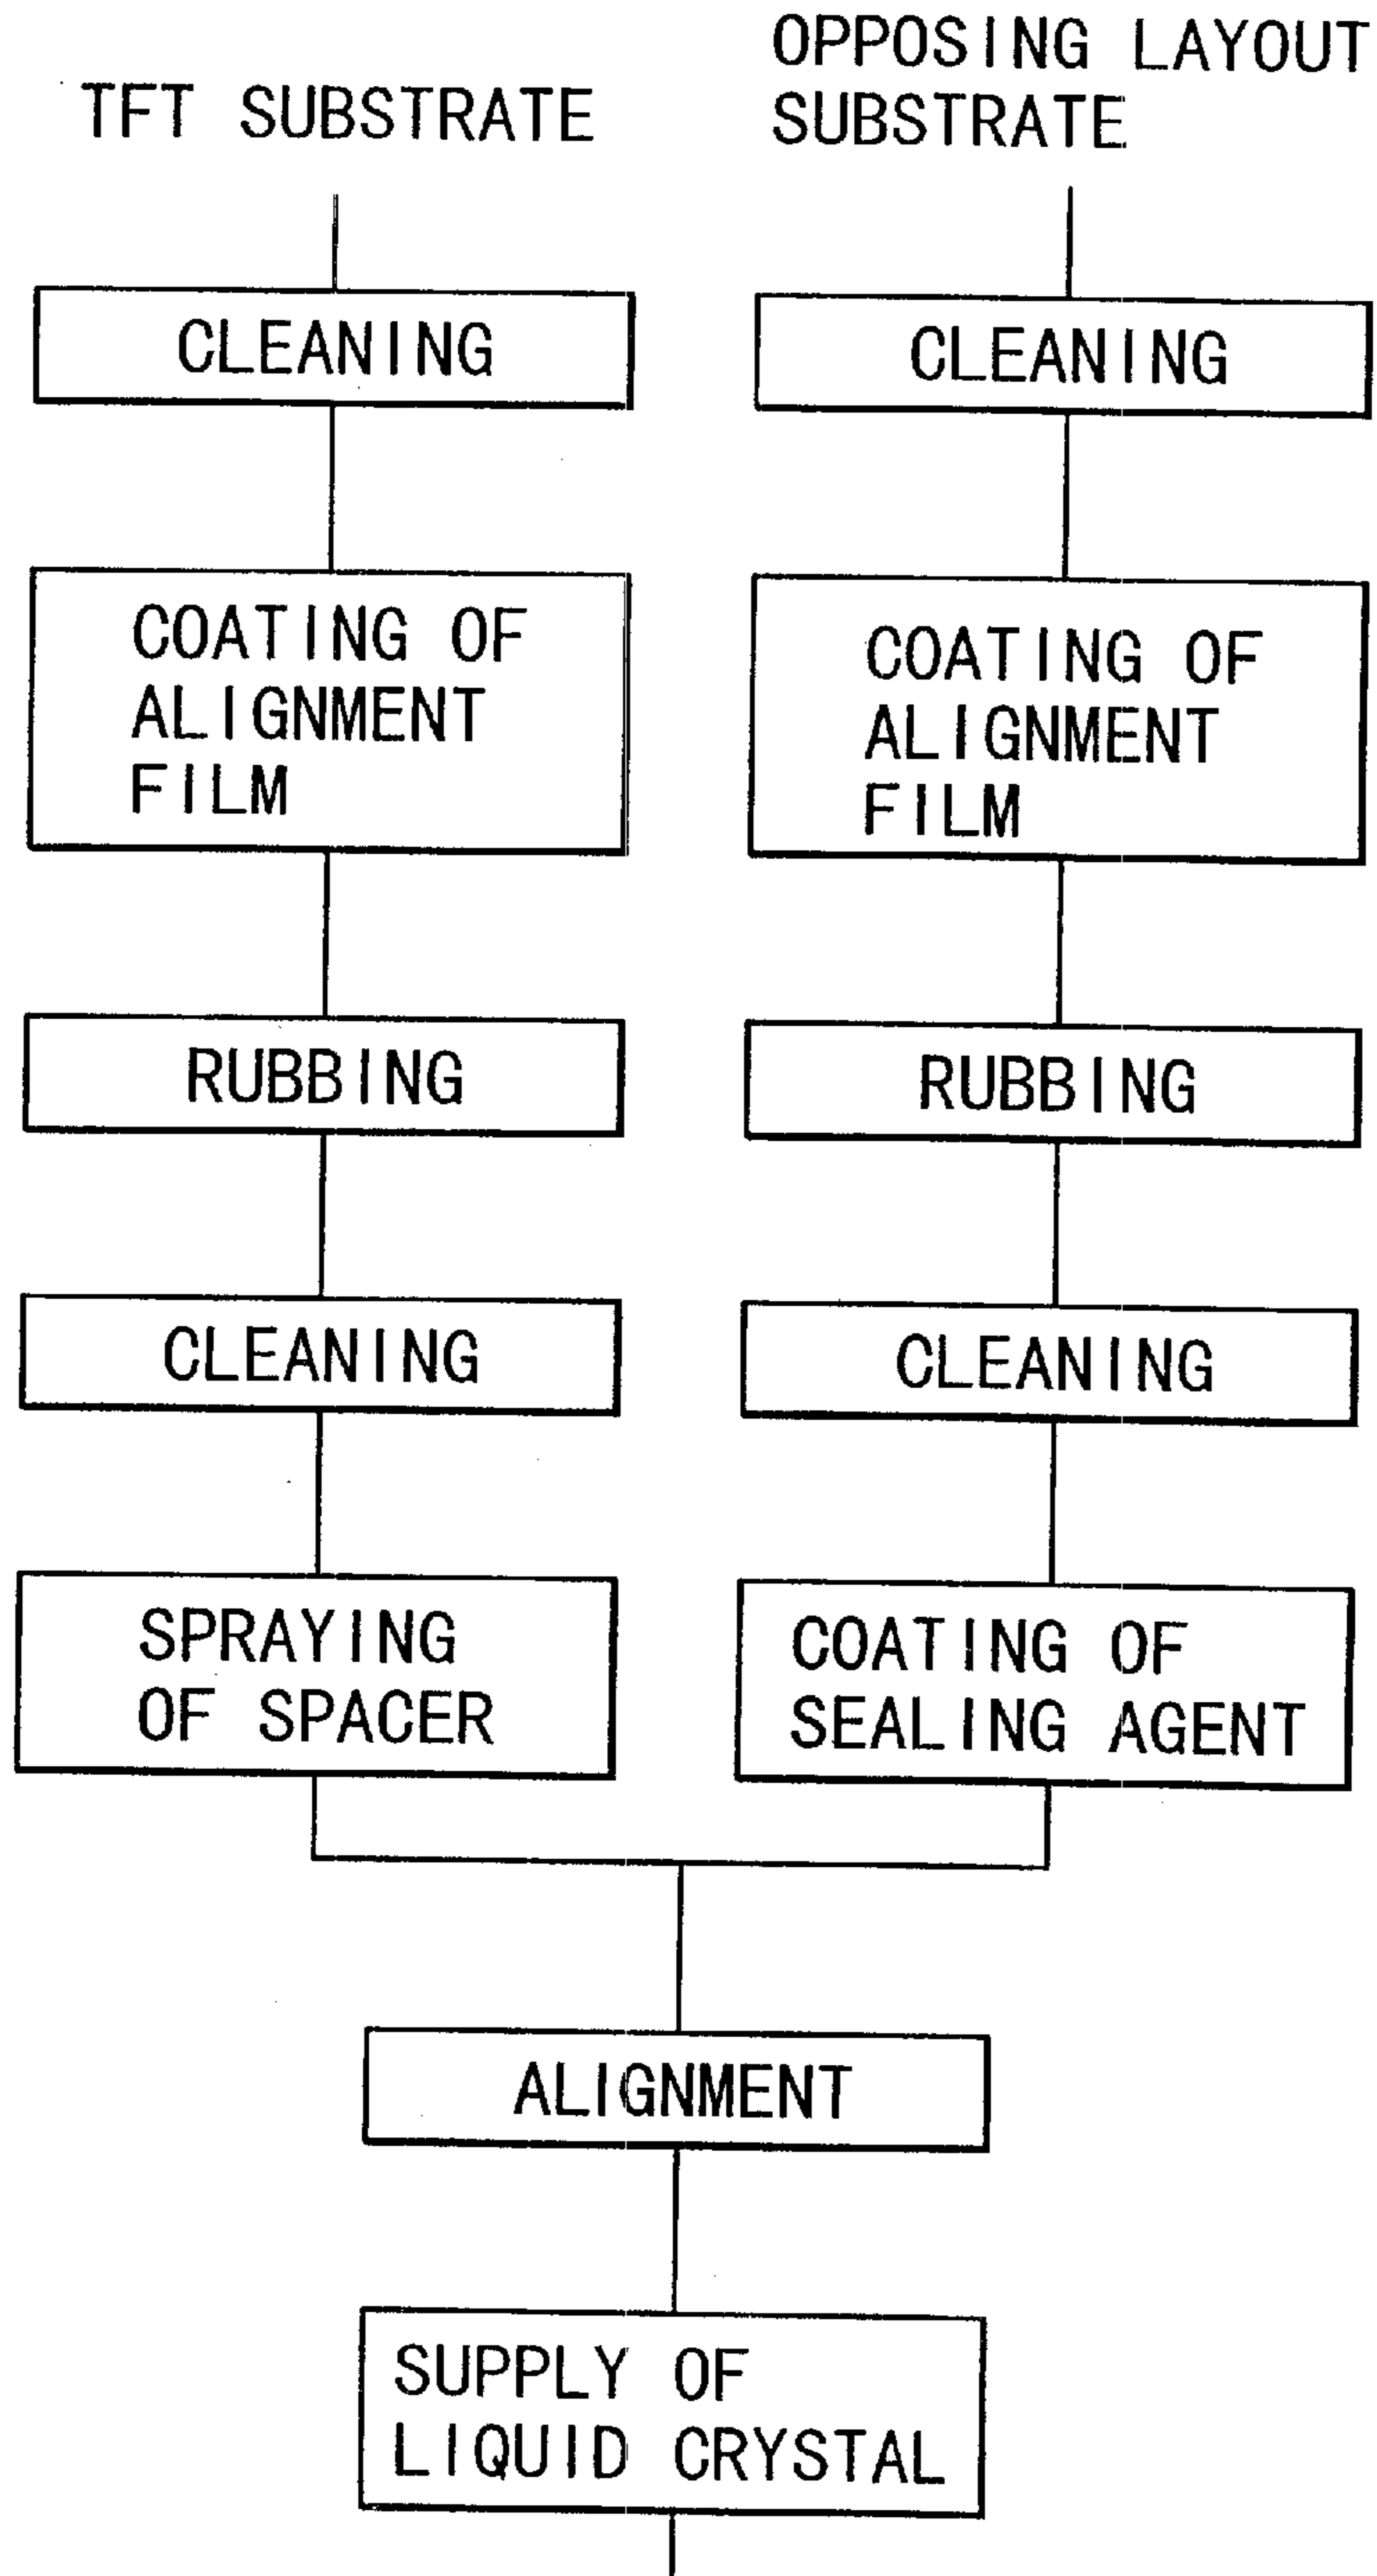 TFT SUBSTRATE
OPPOSING LAYOUT
SUBSTRATE
CLEANING
CLEANING
COATING OF
ALIGNMENT
FILM
COATING OF
ALIGNMENT
FILM
RUBBING
RUBBING
CLEANING
CLEANING
SPRAYING
OF SPACER
COATING OF
SEALING AGENT
ALIGNMENT
SUPPLY OF
LIQUID CRYSTAL